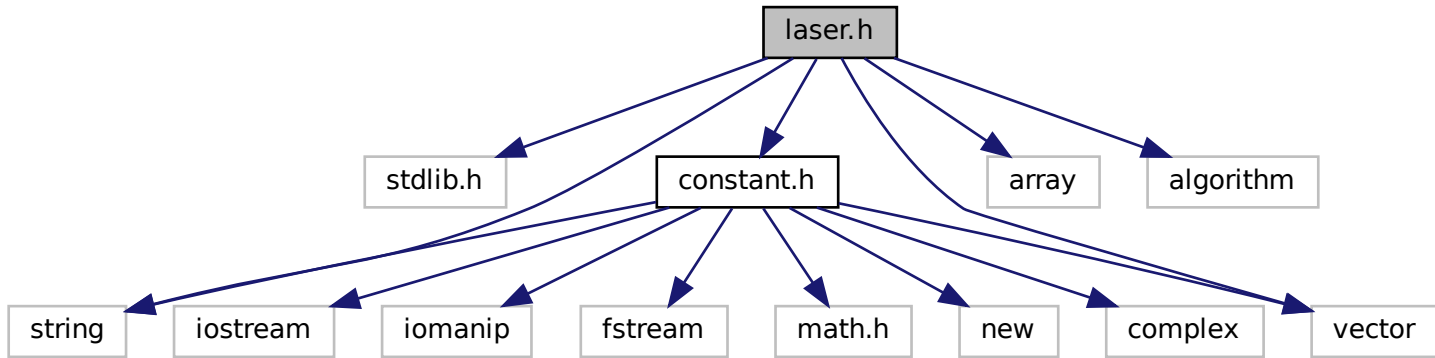 laser.h
stdlib.h
constant.h
array
algorithm
string
iostream
iomanip
fstream
math.h
new
complex
vector